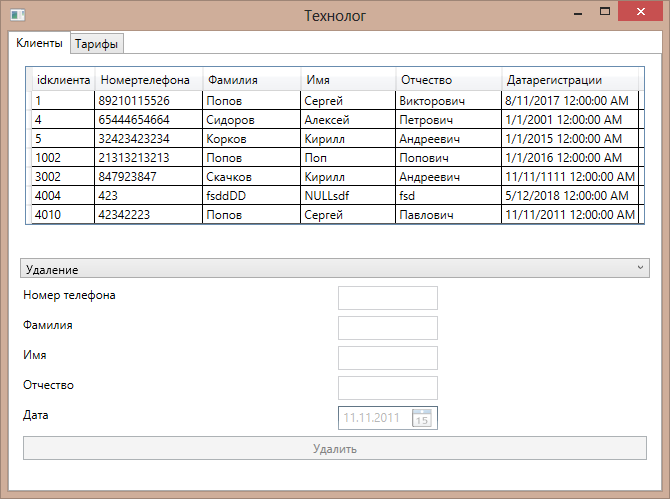 Технолог
Клиенты Тарифы
idклиента Номертелефона Фамилия Имя Отчество Датарегистрации
1 89210115526 Попов Сергей Викторович 8/11/2017 12:00:00 AM
4 65444654664 Сидоров Алексей Петрович 1/1/2001 12:00:00 AM
5 32423423234 Корков Кирилл Андреевич 1/1/2015 12:00:00 AM
1002 21313213213 Попов Поп Попович 1/1/2016 12:00:00 AM
3002 847923847 Скачков Кирилл Андреевич 11/11/1111 12:00:00 AM
4004 423 fsddDD NULLsdf fsd 5/12/2018 12:00:00 AM
4010 42342223 Попов Сергей Павлович 11/11/2011 12:00:00 AM
Удаление
Номер телефона
Фамилия
Имя
Отчество
Дата 11.11.2011 15
Удалить